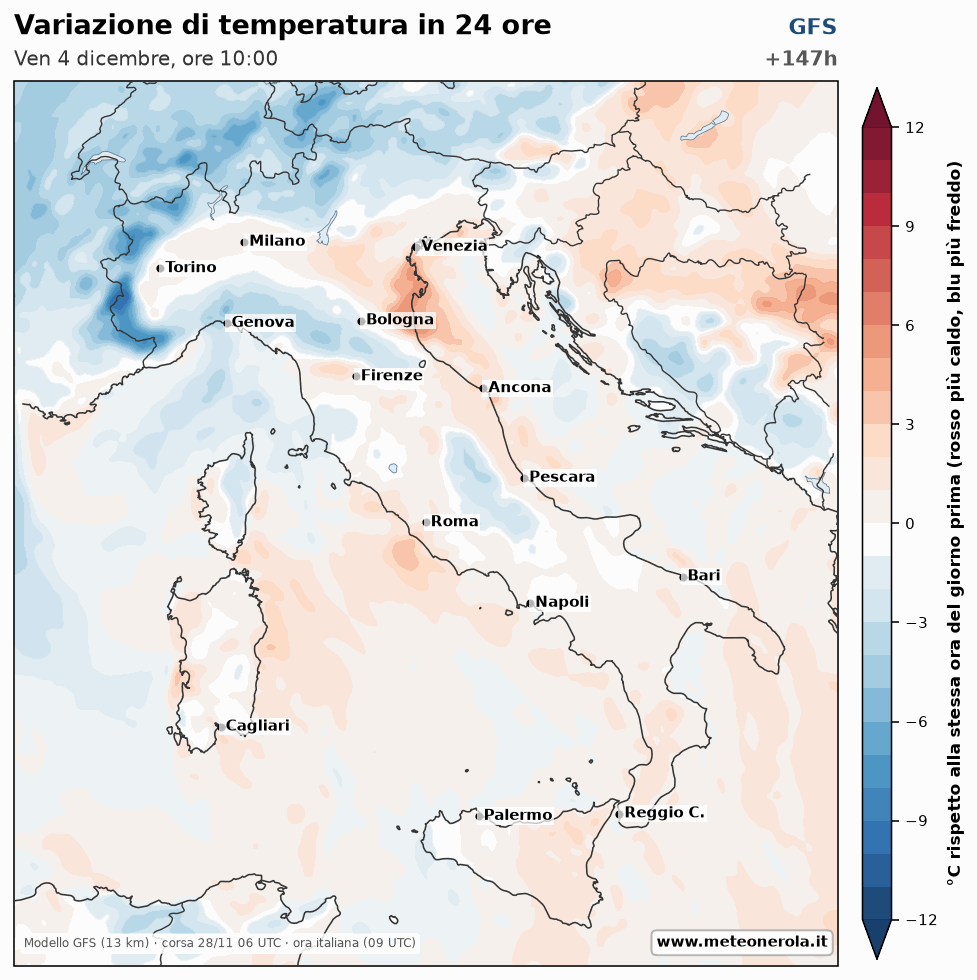 Variazione di temperatura in 24 ore
GFS
Ven 4 dicembre, ore 10:00
+147h
Milano
Venezia
Torino
Genova
Bologna
Firenze
Ancona
Pescara
Roma
Bari
Napoli
Cagliari
Palermo
Reggio C.
12
9
6
3
0
−3
−6
−9
−12
°C rispetto alla stessa ora del giorno prima (rosso più caldo, blu più freddo)
Modello GFS (13 km) · corsa 28/11 06 UTC · ora italiana (09 UTC)
www.meteonerola.it